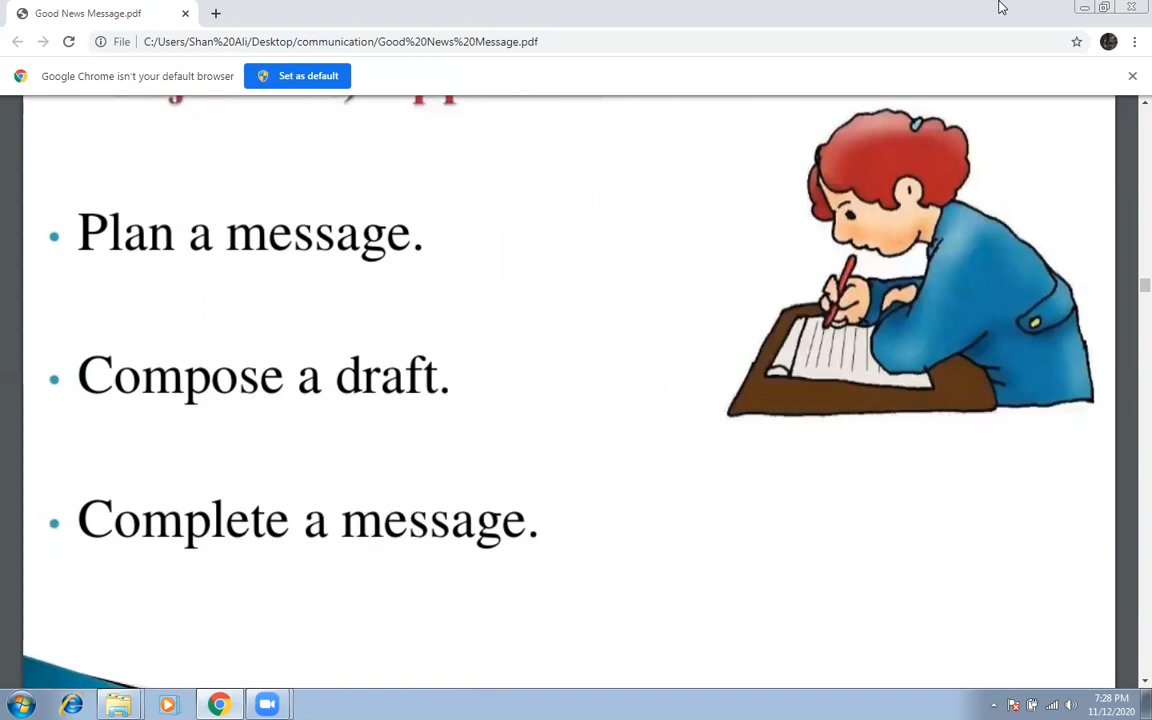 Good News Message.pdf
File
C:/Users/Shan%20Ali/Desktop/communication/Good%20News%20Message.pdf
Google Chrome isn't your default browser
Set as default
• Plan a message.
• Compose a draft.
• Complete a message.
7:28 PM
11/12/2020